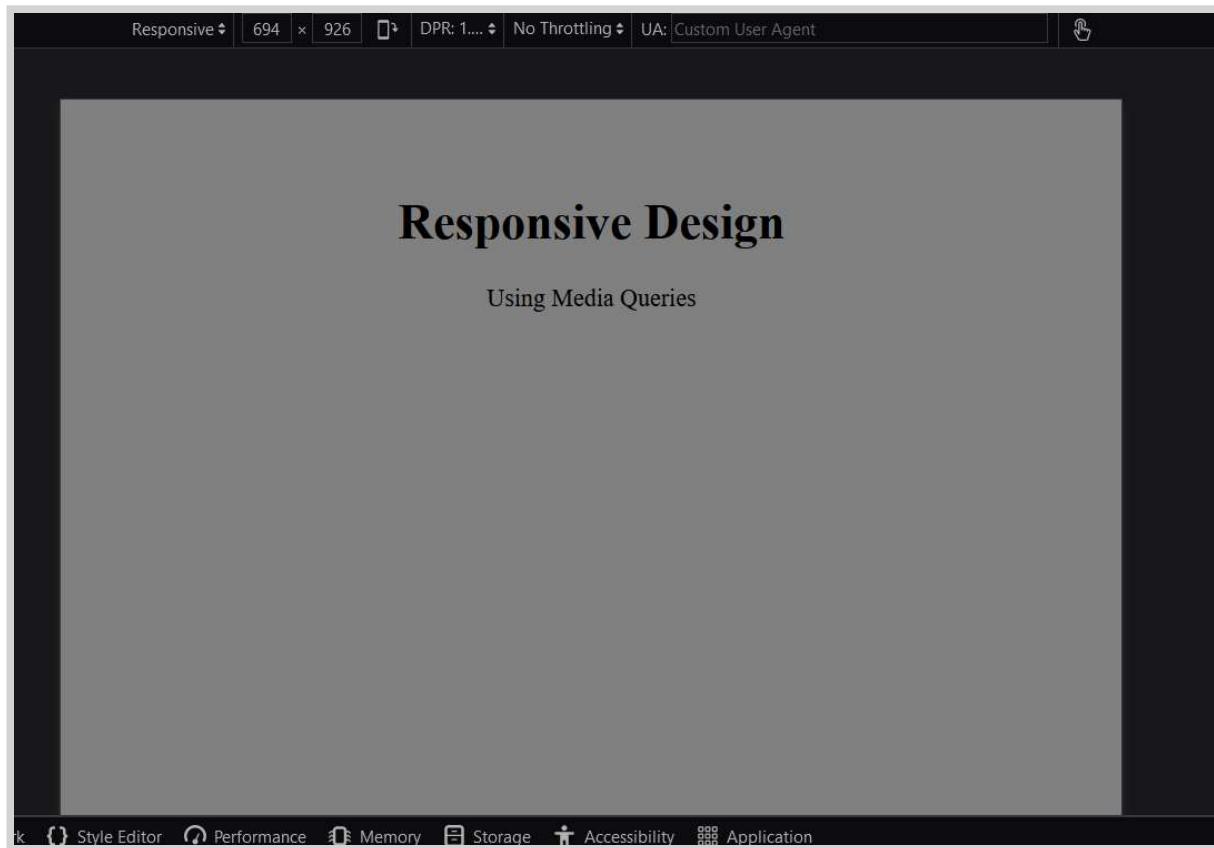 Responsive 694 × 926 DPR: 1.... No Throttling UA: Custom User Agent
Responsive Design
Using Media Queries
rk {} Style Editor Performance Memory Storage Accessibility Application